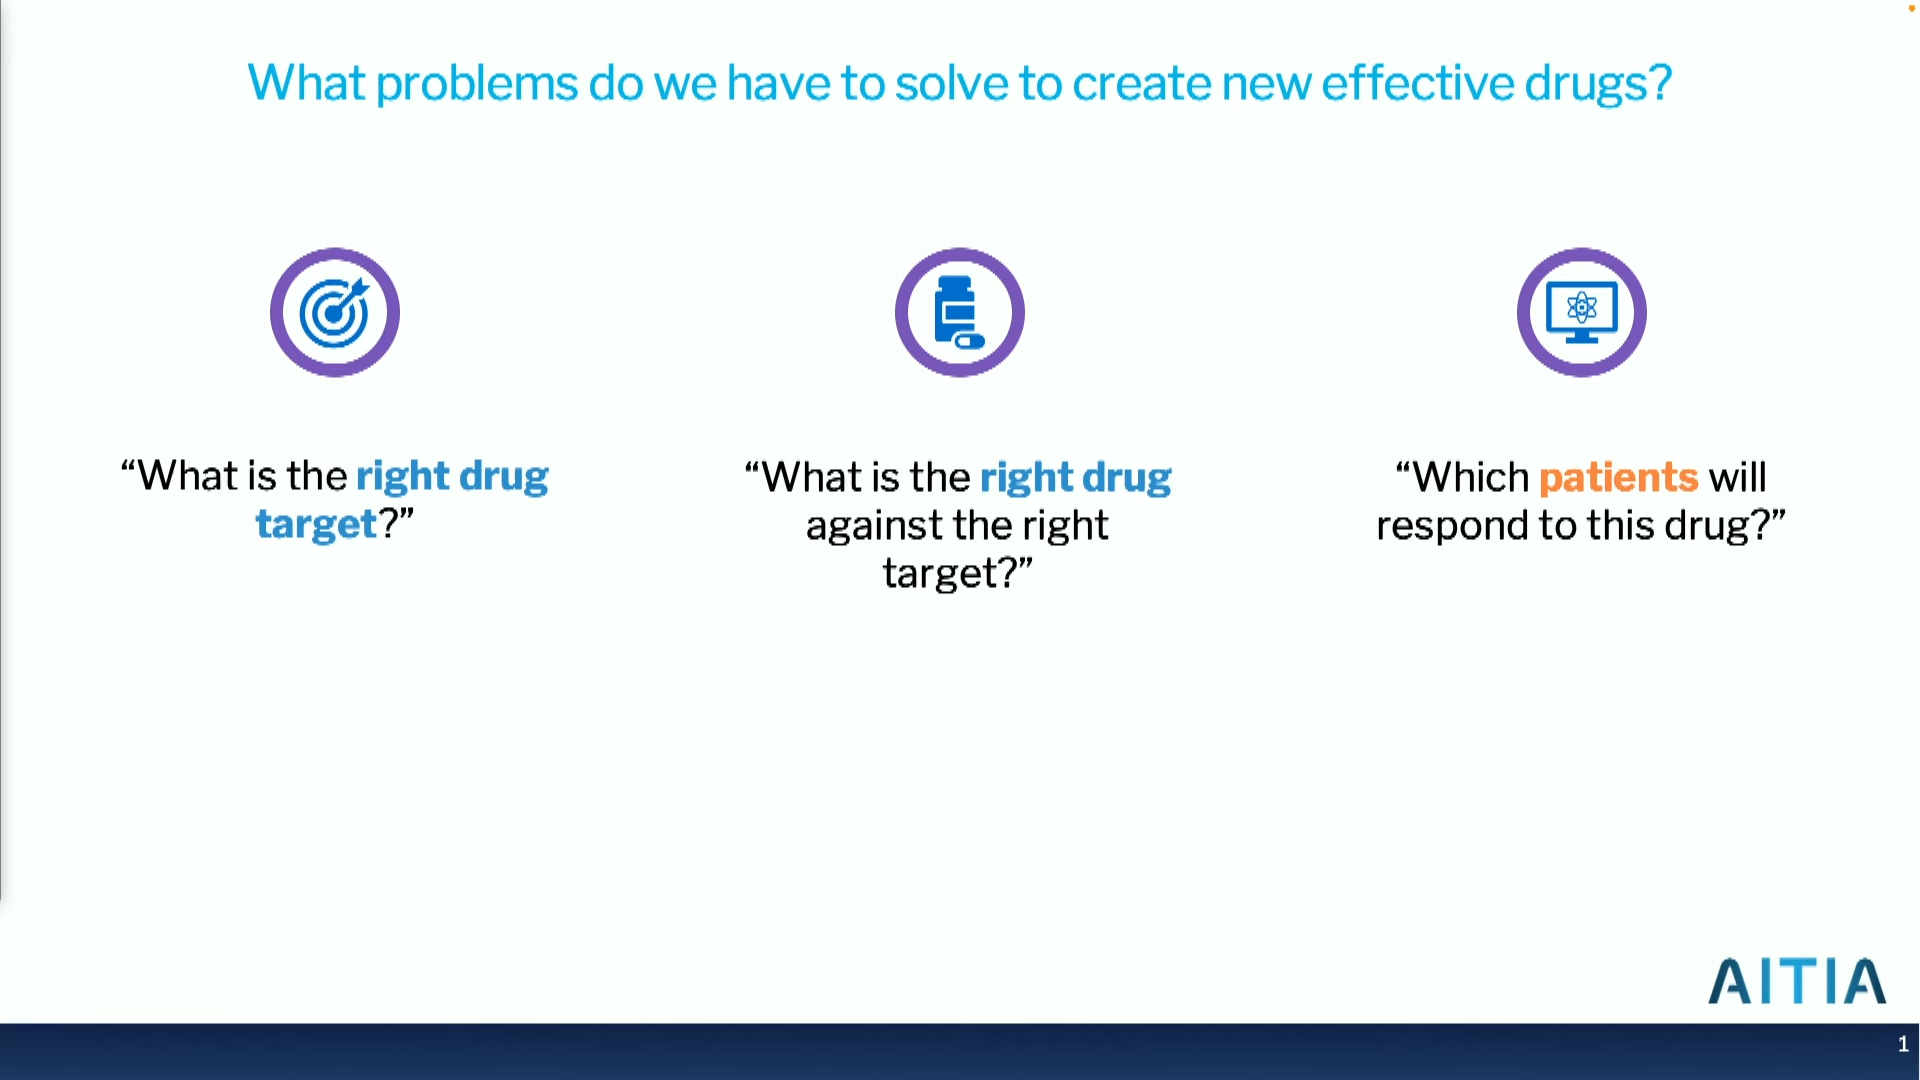 What problems do we have to solve to create new effective drugs?
“What is the right drug
target?”
“What is the right drug
against the right
target?”
“Which patients will
respond to this drug?”
AITIA
1